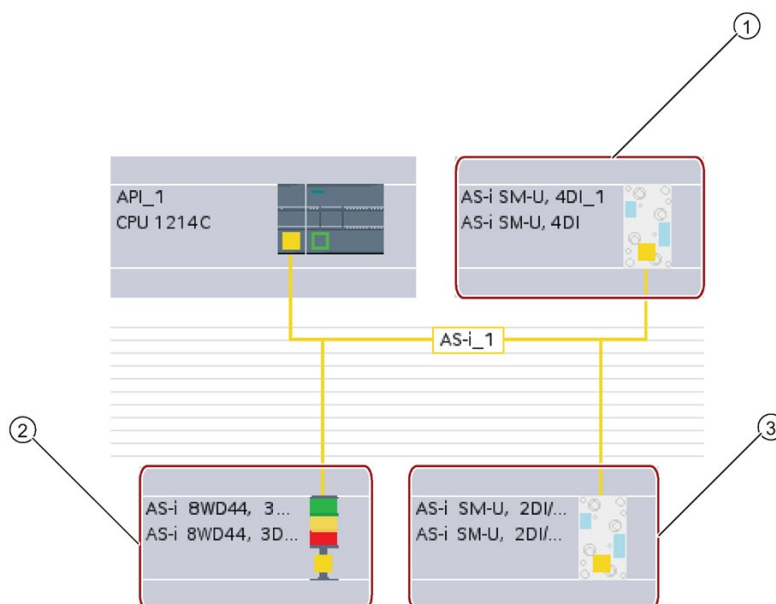 ①
API_1
CPU 1214C
AS-i SM-U, 4DI_1
AS-i SM-U, 4DI
AS-i_1
②
③
AS-i 8WD44, 3...
AS-i 8WD44, 3D...
AS-i SM-U, 2DI/...
AS-i SM-U, 2DI/...